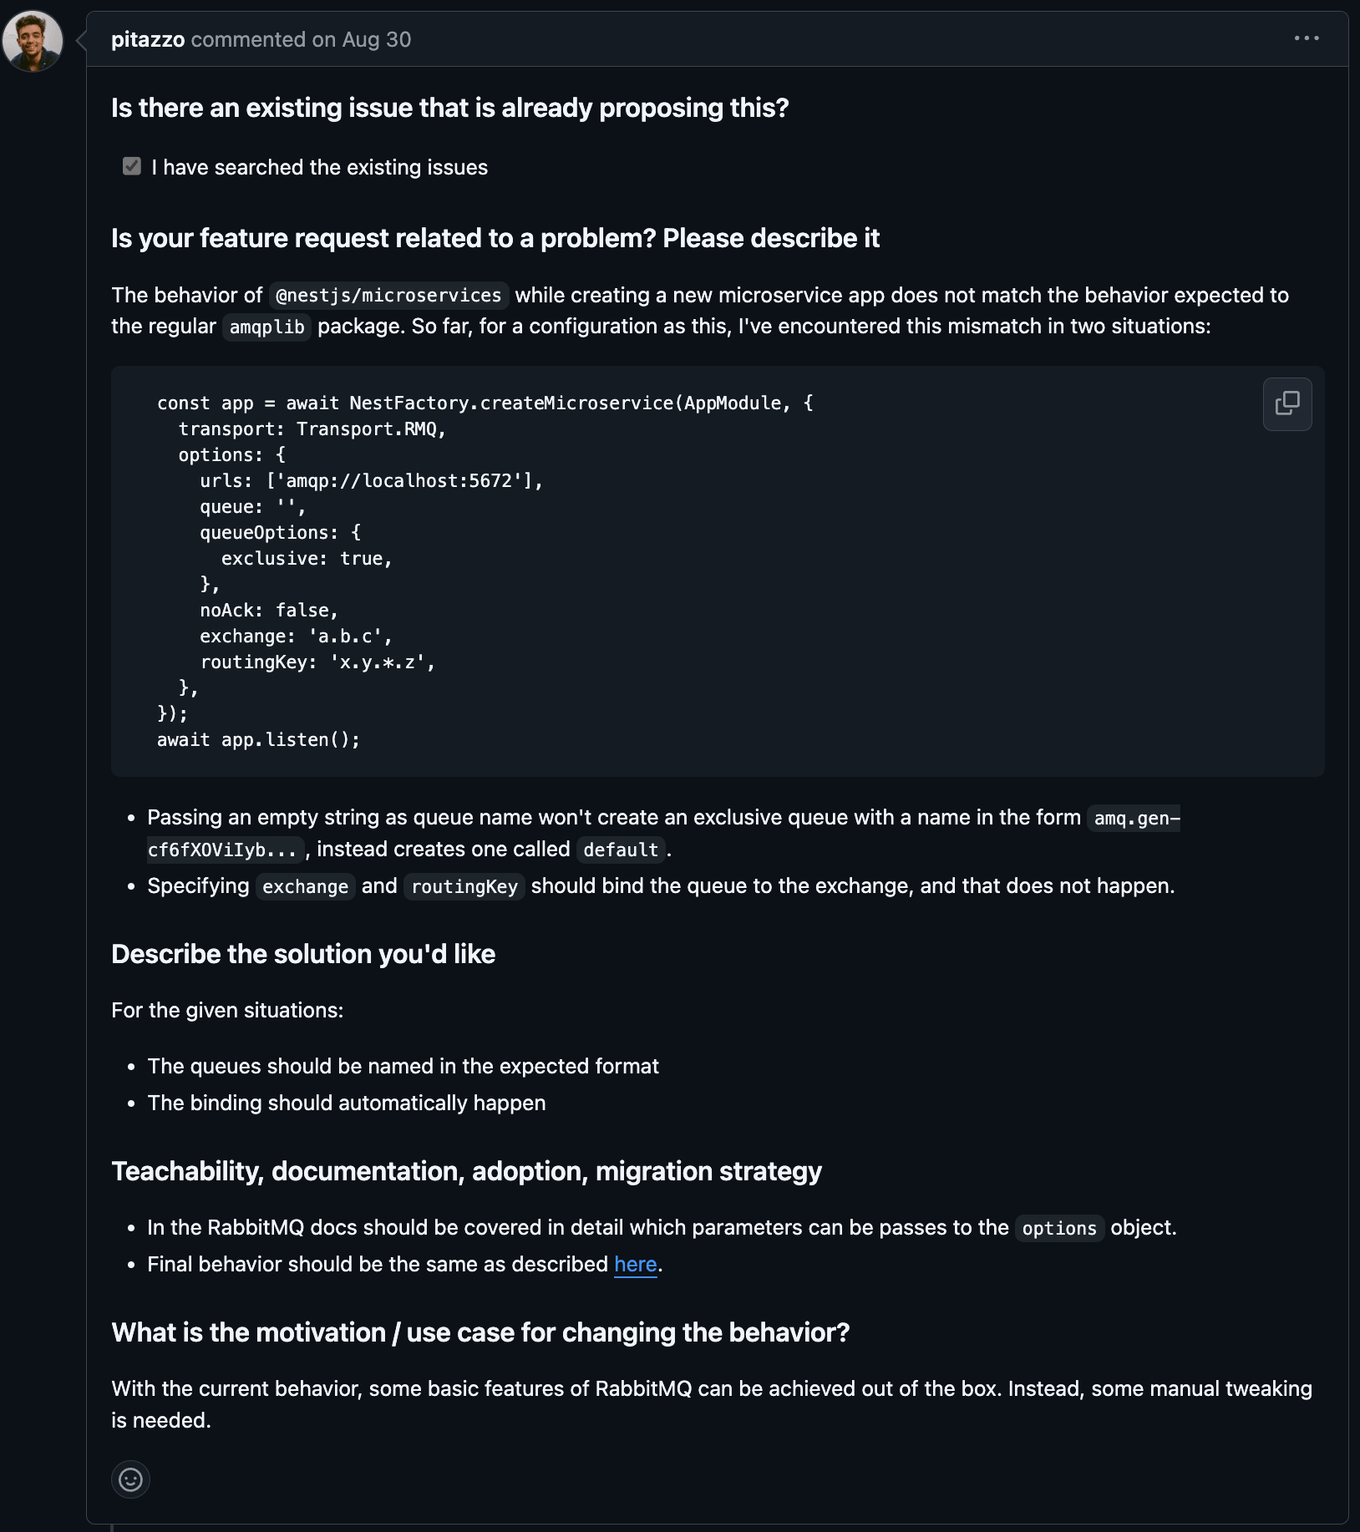 pitazzo commented on Aug 30
Is there an existing issue that is already proposing this?
I have searched the existing issues
Is your feature request related to a problem? Please describe it
The behavior of @nestjs/microservices while creating a new microservice app does not match the behavior expected to
the regular amqplib package. So far, for a configuration as this, I've encountered this mismatch in two situations:
const app = await NestFactory.createMicroservice(AppModule, {
  transport: Transport.RMQ,
  options: {
    urls: ['amqp://localhost:5672'],
    queue: '',
    queueOptions: {
      exclusive: true,
    },
    noAck: false,
    exchange: 'a.b.c',
    routingKey: 'x.y.*.z',
  },
});
await app.listen();
• Passing an empty string as queue name won't create an exclusive queue with a name in the form amq.gen-
cf6fXOViIyb..., instead creates one called default.
• Specifying exchange and routingKey should bind the queue to the exchange, and that does not happen.
Describe the solution you'd like
For the given situations:
• The queues should be named in the expected format
• The binding should automatically happen
Teachability, documentation, adoption, migration strategy
• In the RabbitMQ docs should be covered in detail which parameters can be passes to the options object.
• Final behavior should be the same as described here.
What is the motivation / use case for changing the behavior?
With the current behavior, some basic features of RabbitMQ can be achieved out of the box. Instead, some manual tweaking
is needed.